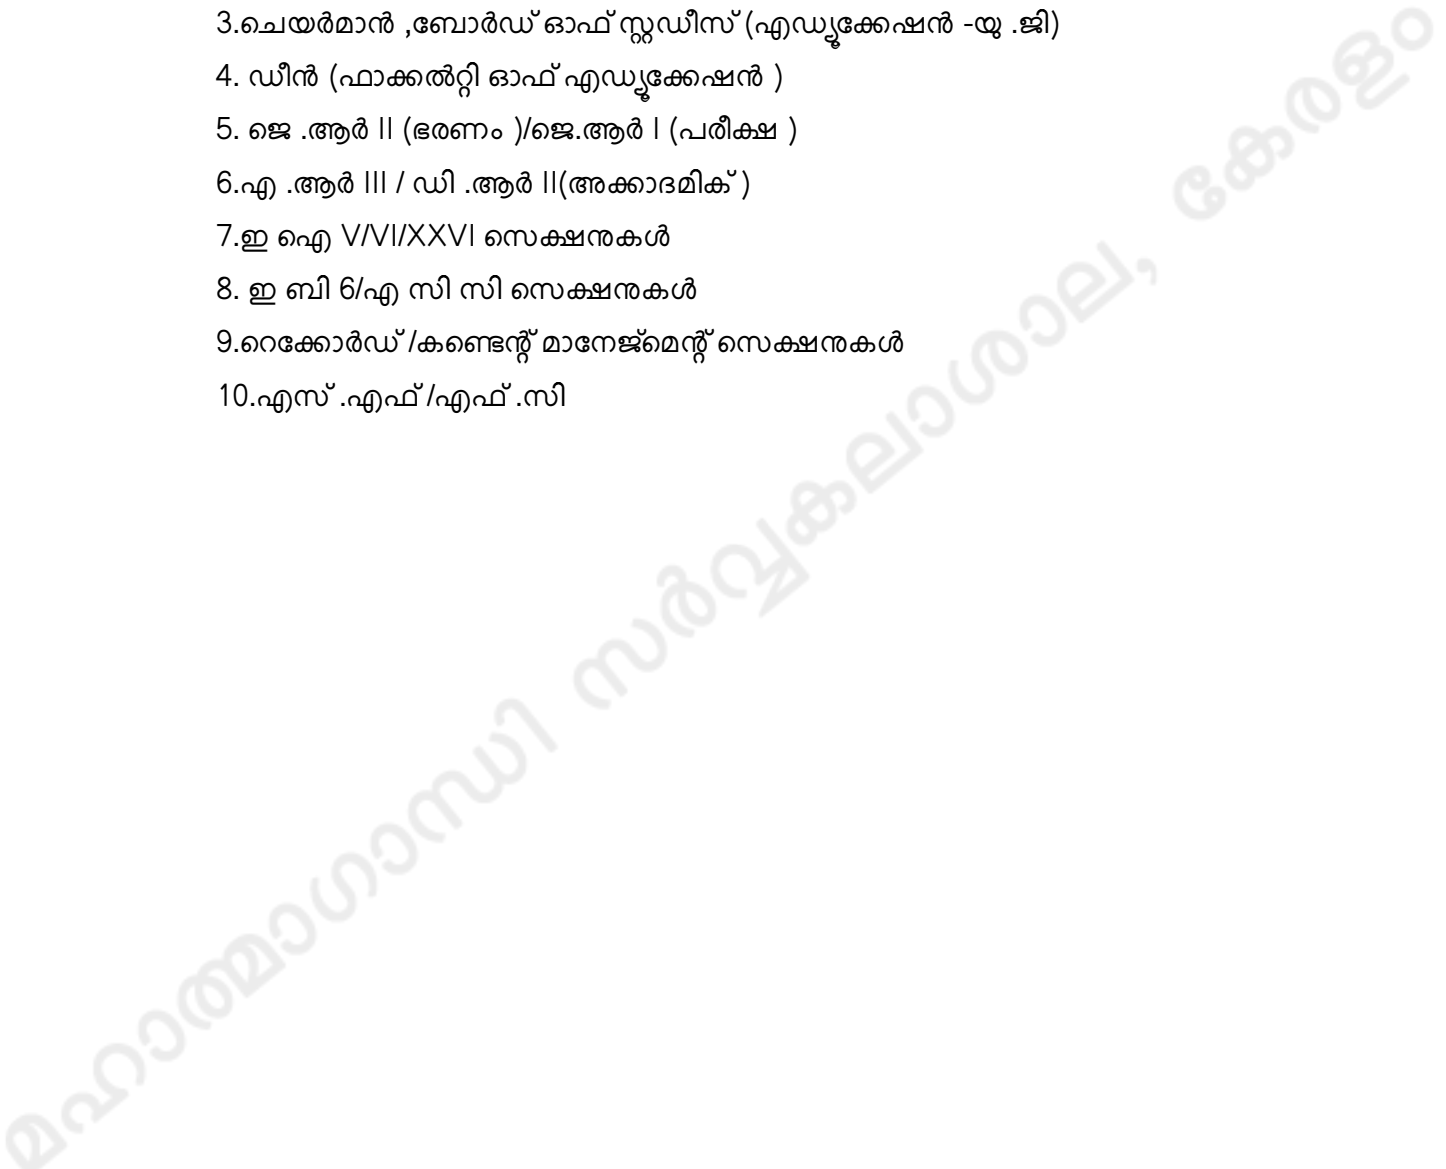 3.ചെയർമാൻ ,ബോർഡ് ഓഫ് സ്റ്റഡീസ് (എഡ്യൂക്കേഷൻ -യു .ജി)
4. ഡീൻ (ഫാക്കൽറ്റി ഓഫ് എഡ്യൂക്കേഷൻ )
5. ജെ .ആർ II (ഭരണം )/ജെ.ആർ I (പരീക്ഷ )
6.എ .ആർ III / ഡി .ആർ II(അക്കാദമിക് )
7.ഇ ഐ V/VI/XXVI സെക്ഷനുകൾ
8. ഇ ബി 6/എ സി സി സെക്ഷനുകൾ
9.റെക്കോർഡ് /കണ്ടെന്റ് മാനേജ്മെന്റ് സെക്ഷനുകൾ
10.എസ് .എഫ് /എഫ് .സി
മഹാത്മാഗാന്ധി സർവ്വകലാശാല, കേരളം